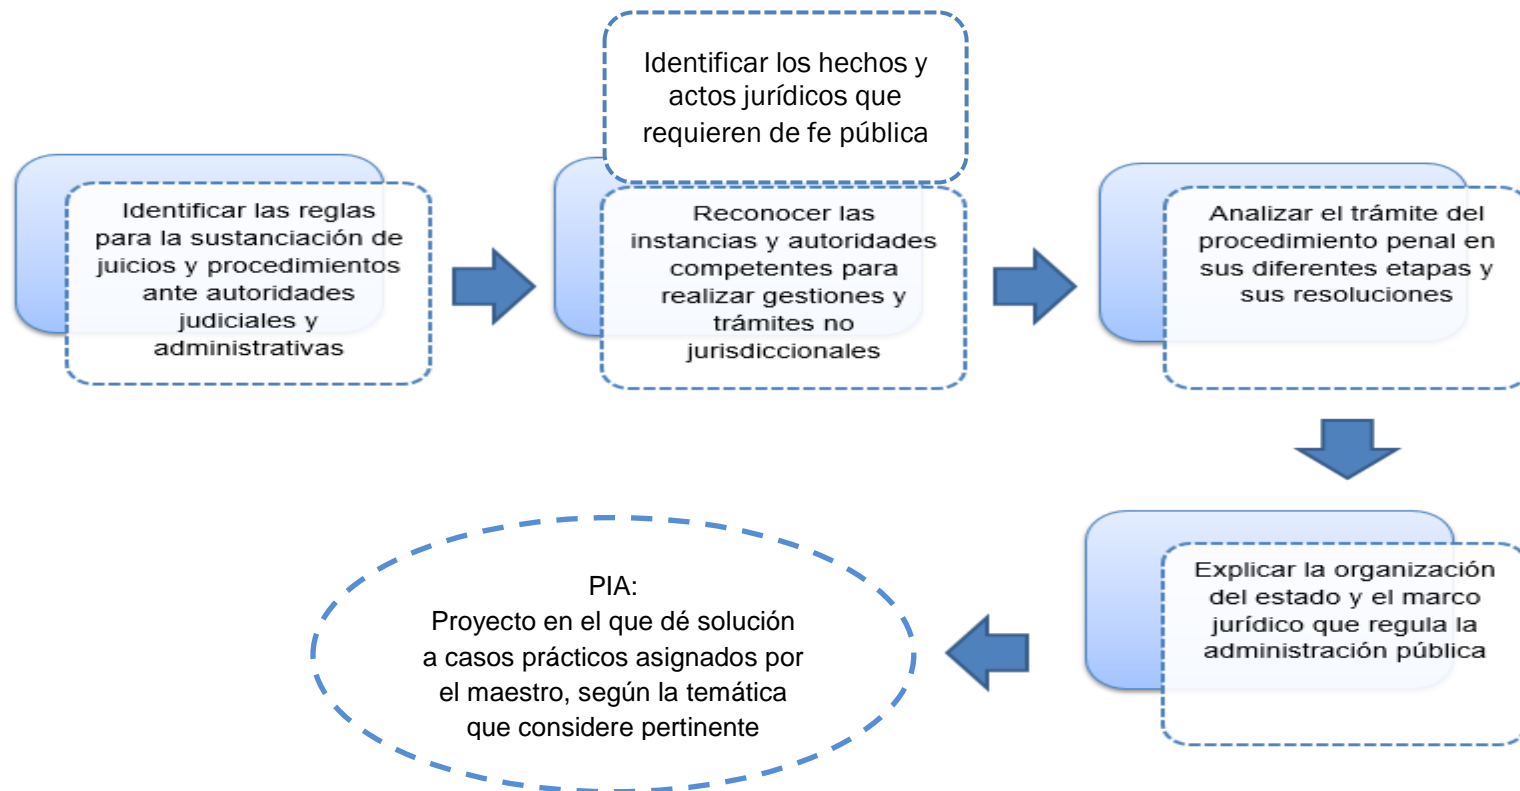 Identificar los hechos y
actos jurídicos que
requieren de fe pública
Identificar las reglas
para la sustanciación de
juicios y procedimientos
ante autoridades
judiciales y
administrativas
Reconocer las
instancias y autoridades
competentes para
realizar gestiones y
trámites no
jurisdiccionales
Analizar el trámite del
procedimiento penal en
sus diferentes etapas y
sus resoluciones
Explicar la organización
del estado y el marco
jurídico que regula la
administración pública
PIA:
Proyecto en el que dé solución
a casos prácticos asignados por
el maestro, según la temática
que considere pertinente